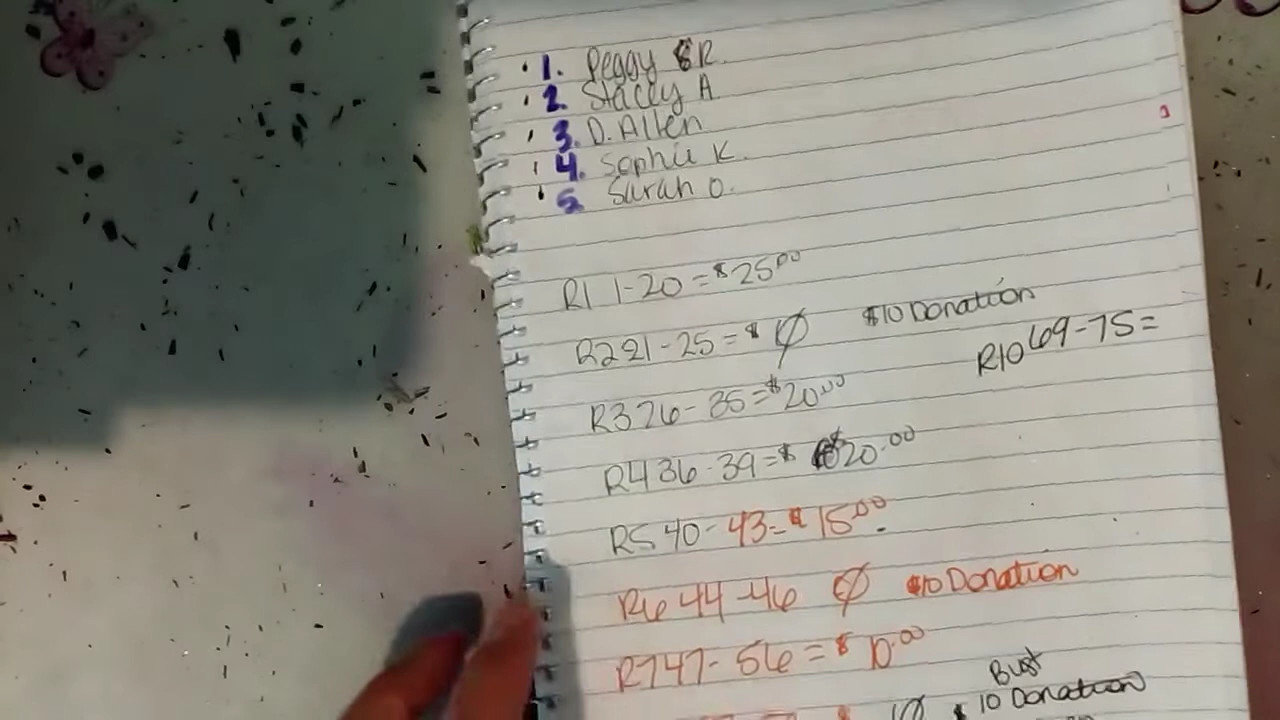 1. Peggy R.
2. Stacey A
3. D. Allen
4. Sophie K.
5. Sarah O.
R1 1-20 = $25.00
R2 21-25 = $ 0 $10 Donation
R10 69-75 =
R3 26-35 = $20.00
R4 36-39 = $ $20.00
R5 40-43 = $15.00
R6 44-46 0 $10 Donation
R7 47-56 = $10.00
Bust
$10 Donation